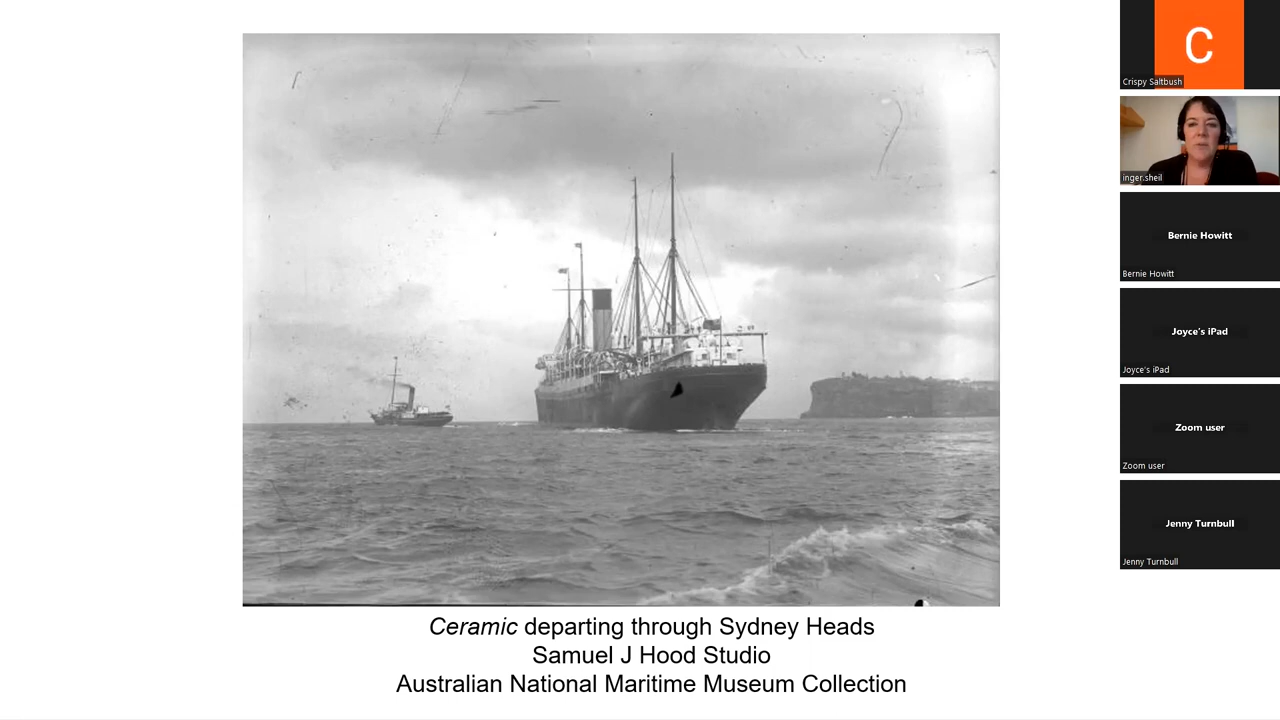 Ceramic departing through Sydney Heads
Samuel J Hood Studio
Australian National Maritime Museum Collection
C
Crispy Saltbush
inger.sheil
Bernie Howitt
Bernie Howitt
Joyce's iPad
Joyce's iPad
Zoom user
Zoom user
Jenny Turnbull
Jenny Turnbull